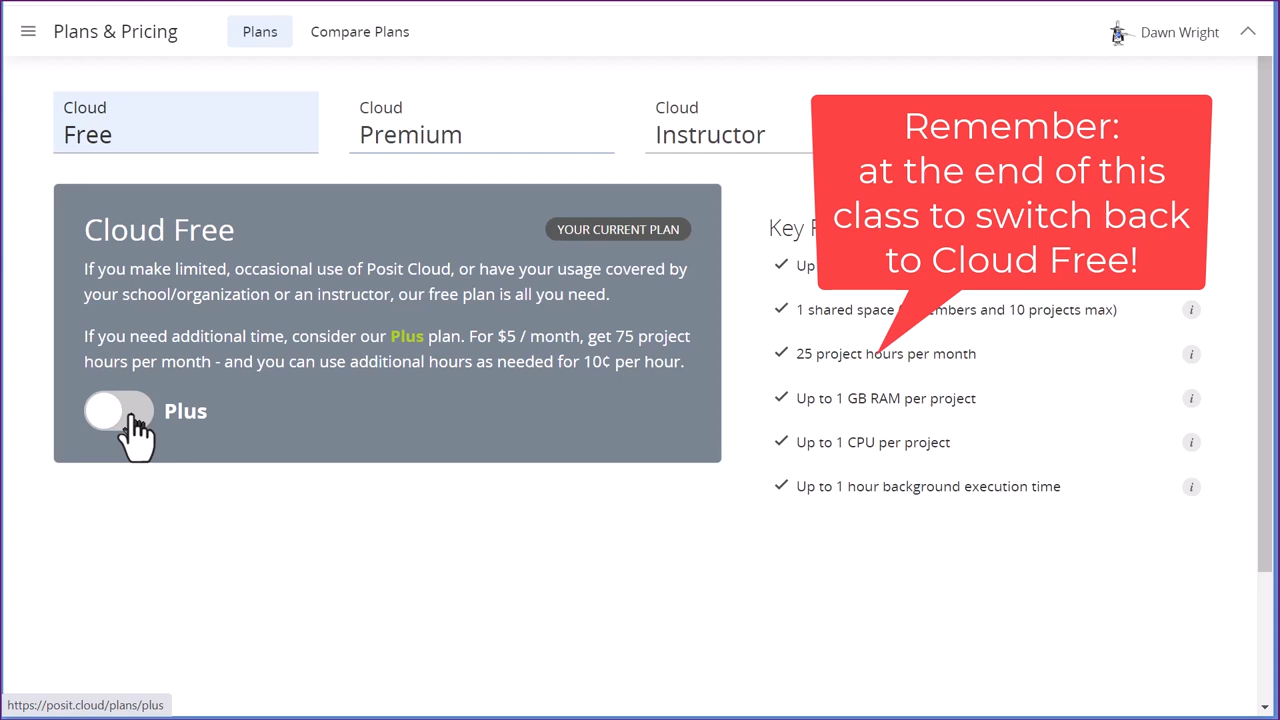 Plans & Pricing
Plans
Compare Plans
Dawn Wright
Cloud
Free
Cloud
Premium
Cloud
Instructor
Remember:
at the end of this
class to switch back
to Cloud Free!
Cloud Free
YOUR CURRENT PLAN
If you make limited, occasional use of Posit Cloud, or have your usage covered by
your school/organization or an instructor, our free plan is all you need.
If you need additional time, consider our Plus plan. For $5 / month, get 75 project
hours per month - and you can use additional hours as needed for 10¢ per hour.
Plus
Key
Up
1 shared space and 10 projects max)
25 project hours per month
Up to 1 GB RAM per project
Up to 1 CPU per project
Up to 1 hour background execution time
https://posit.cloud/plans/plus